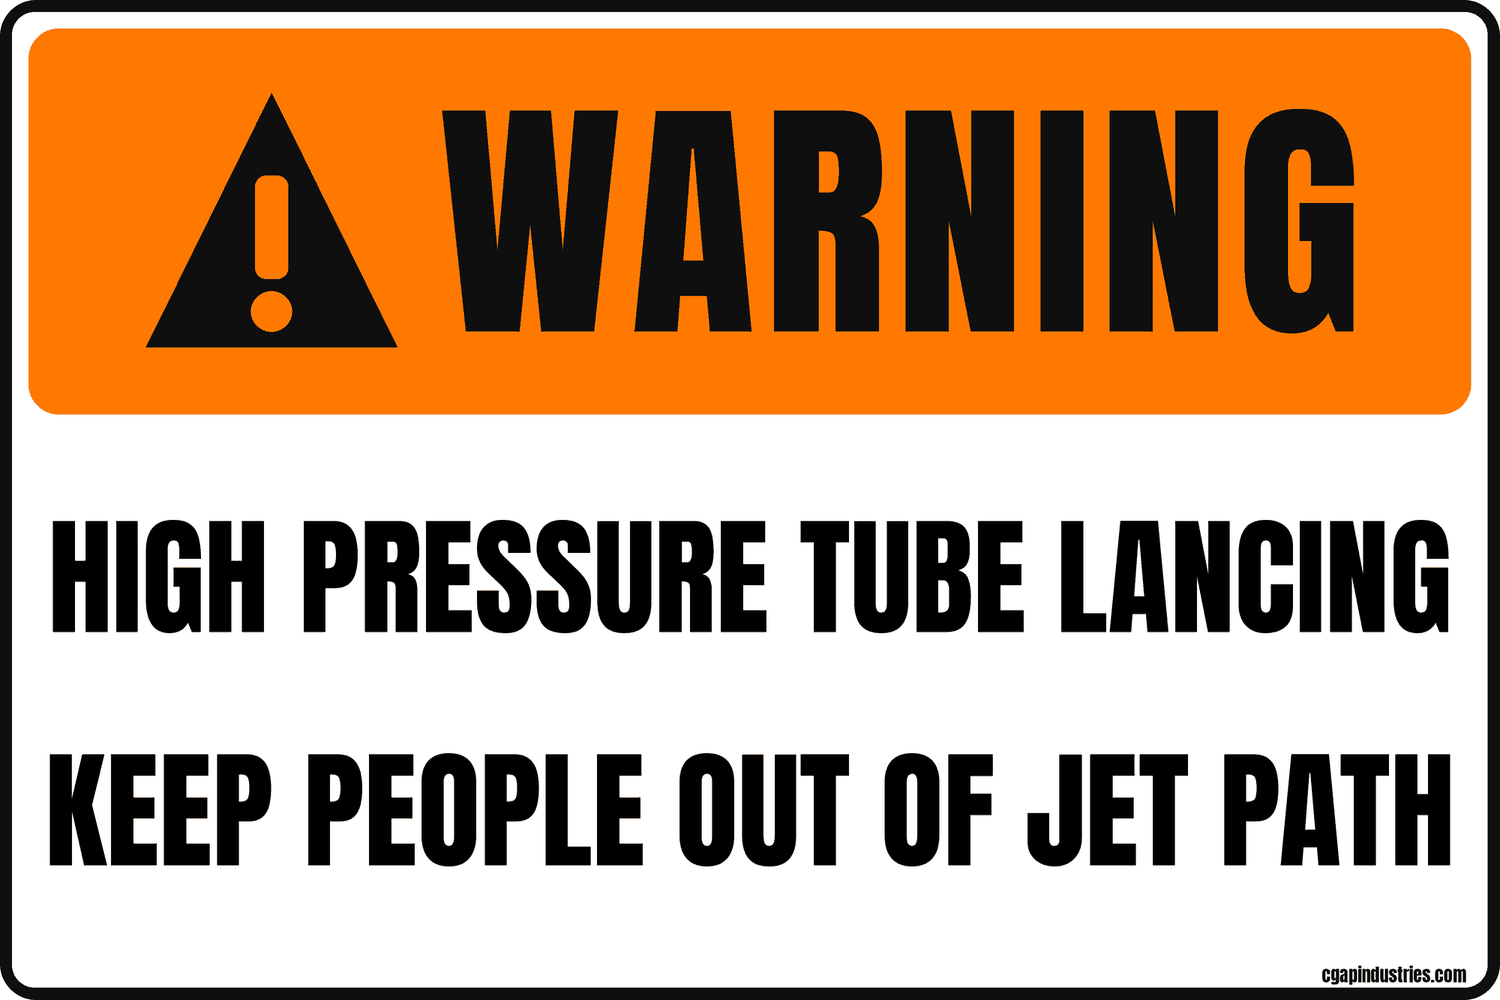 WARNING
HIGH PRESSURE TUBE LANCING
KEEP PEOPLE OUT OF JET PATH
cgapindustries.com